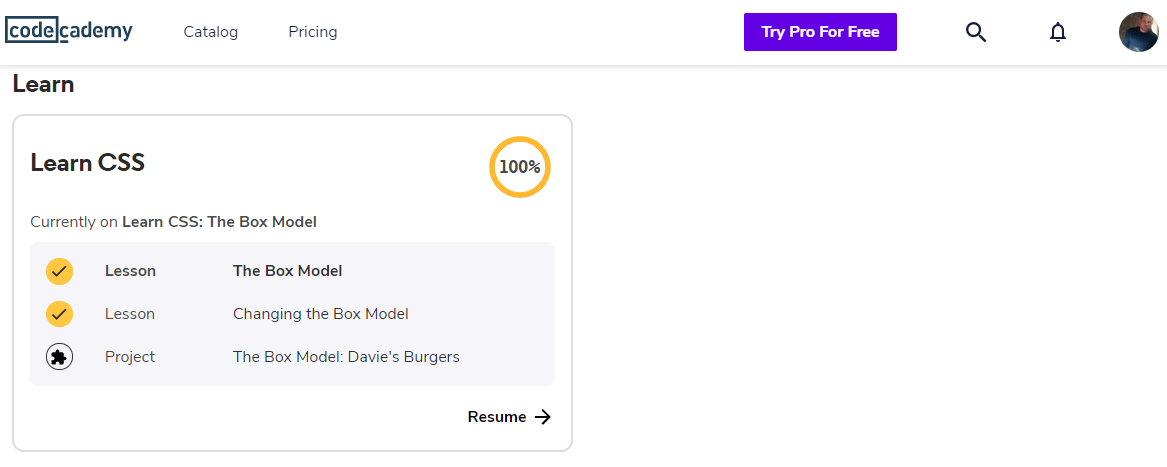 codecademy Catalog Pricing Try Pro For Free
Learn
Learn CSS 100%
Currently on Learn CSS: The Box Model
Lesson The Box Model
Lesson Changing the Box Model
Project The Box Model: Davie's Burgers
Resume